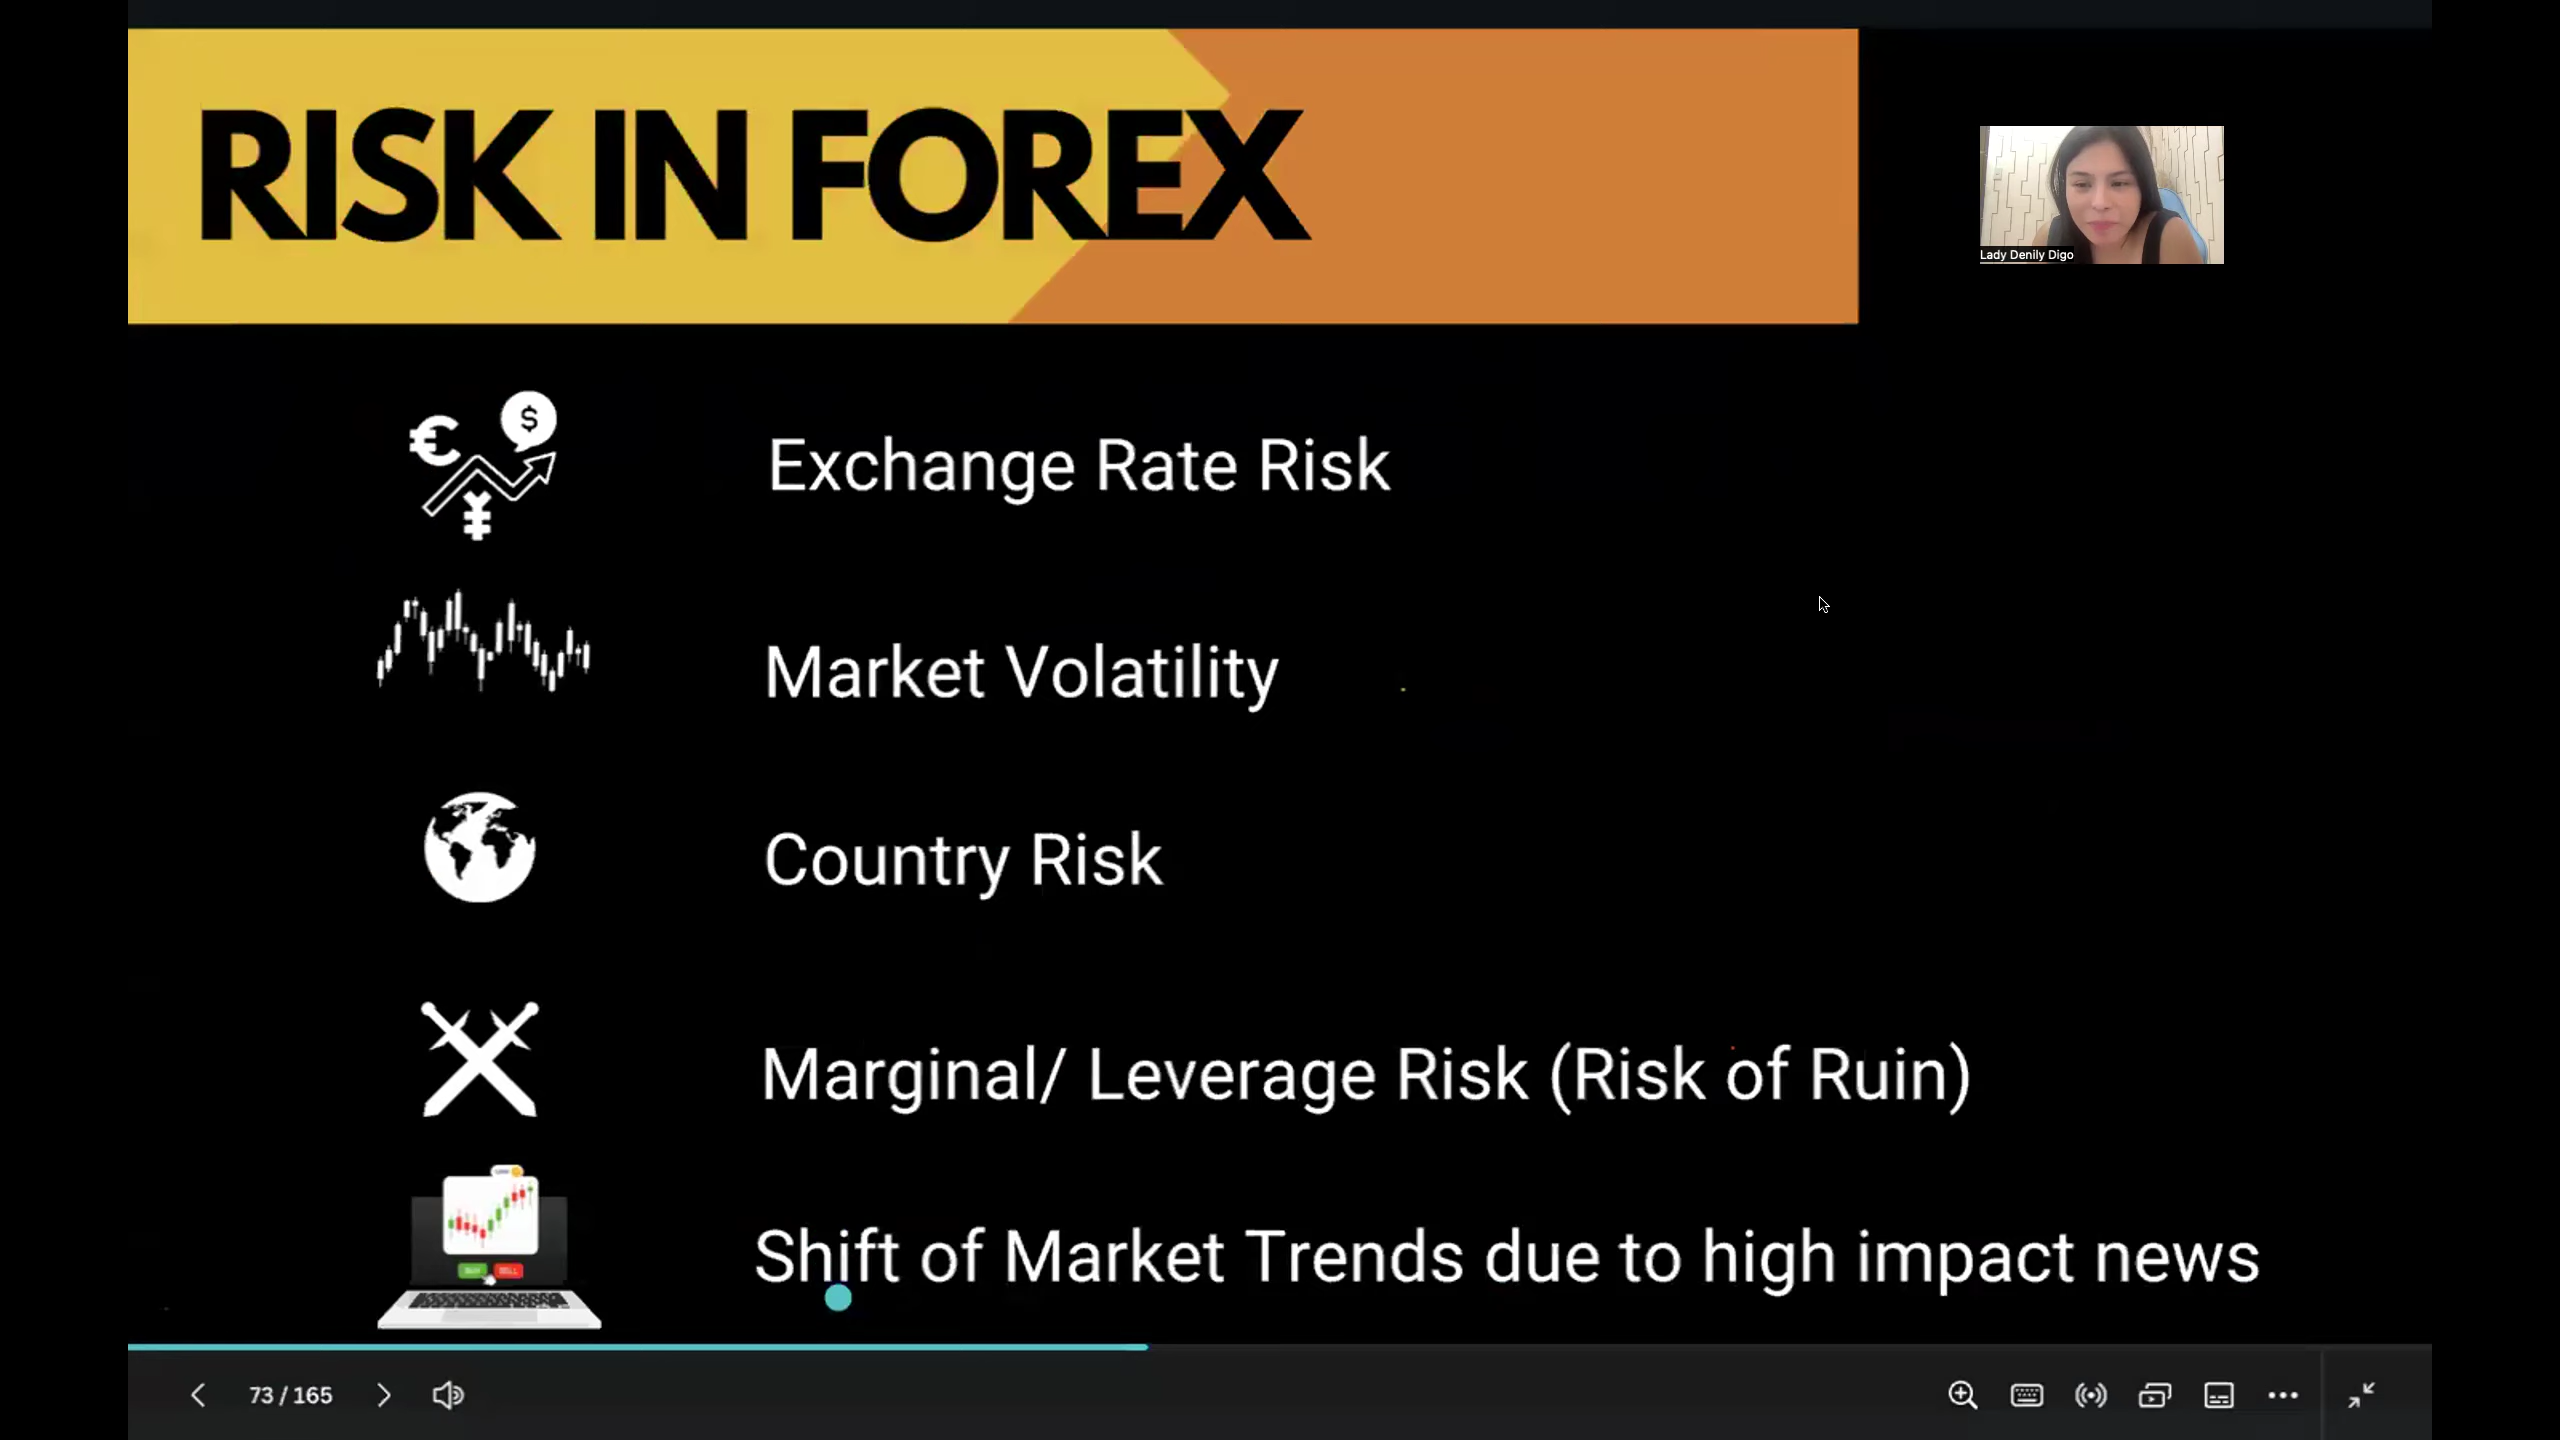 RISK IN FOREX
Lady Denily Digo
€
$
¥
Exchange Rate Risk
Market Volatility
Country Risk
Marginal/ Leverage Risk (Risk of Ruin)
Shift of Market Trends due to high impact news
73 / 165